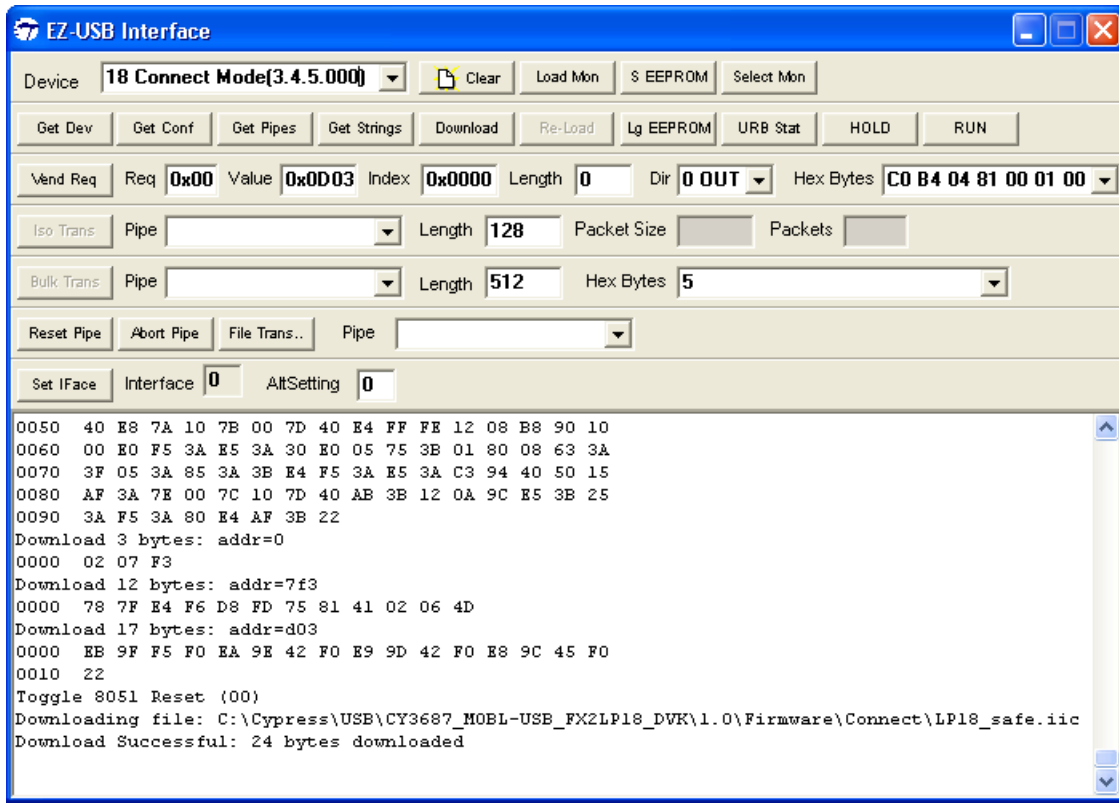 EZ-USB Interface
Device 18 Connect Mode(3.4.5.000) Clear Load Mon S EEPROM Select Mon
Get Dev Get Conf Get Pipes Get Strings Download Re-Load Lg EEPROM URB Stat HOLD RUN
Vend Req Req 0x00 Value 0x0D03 Index 0x0000 Length 0 Dir 0 OUT Hex Bytes C0 B4 04 81 00 01 00
Iso Trans Pipe Length 128 Packet Size Packets
Bulk Trans Pipe Length 512 Hex Bytes 5
Reset Pipe Abort Pipe File Trans.. Pipe
Set IFace Interface 0 AltSetting 0
0050 40 E8 7A 10 7B 00 7D 40 E4 FF FE 12 08 B8 90 10
0060 00 E0 F5 3A E5 3A 30 E0 05 75 3B 01 80 08 63 3A
0070 3F 05 3A 85 3A 3B E4 F5 3A E5 3A C3 94 40 50 15
0080 AF 3A 7E 00 7C 10 7D 40 AB 3B 12 0A 9C E5 3B 25
0090 3A F5 3A 80 E4 AF 3B 22
Download 3 bytes: addr=0
0000 02 07 F3
Download 12 bytes: addr=7f3
0000 78 7F E4 F6 D8 FD 75 81 41 02 06 4D
Download 17 bytes: addr=d03
0000 EB 9F F5 F0 EA 9E 42 F0 E9 9D 42 F0 E8 9C 45 F0
0010 22
Toggle 8051 Reset (00)
Downloading file: C:\Cypress\USB\CY3687_MOBL-USB_FX2LP18_DVK\1.0\Firmware\Connect\LP18_safe.iic
Download Successful: 24 bytes downloaded